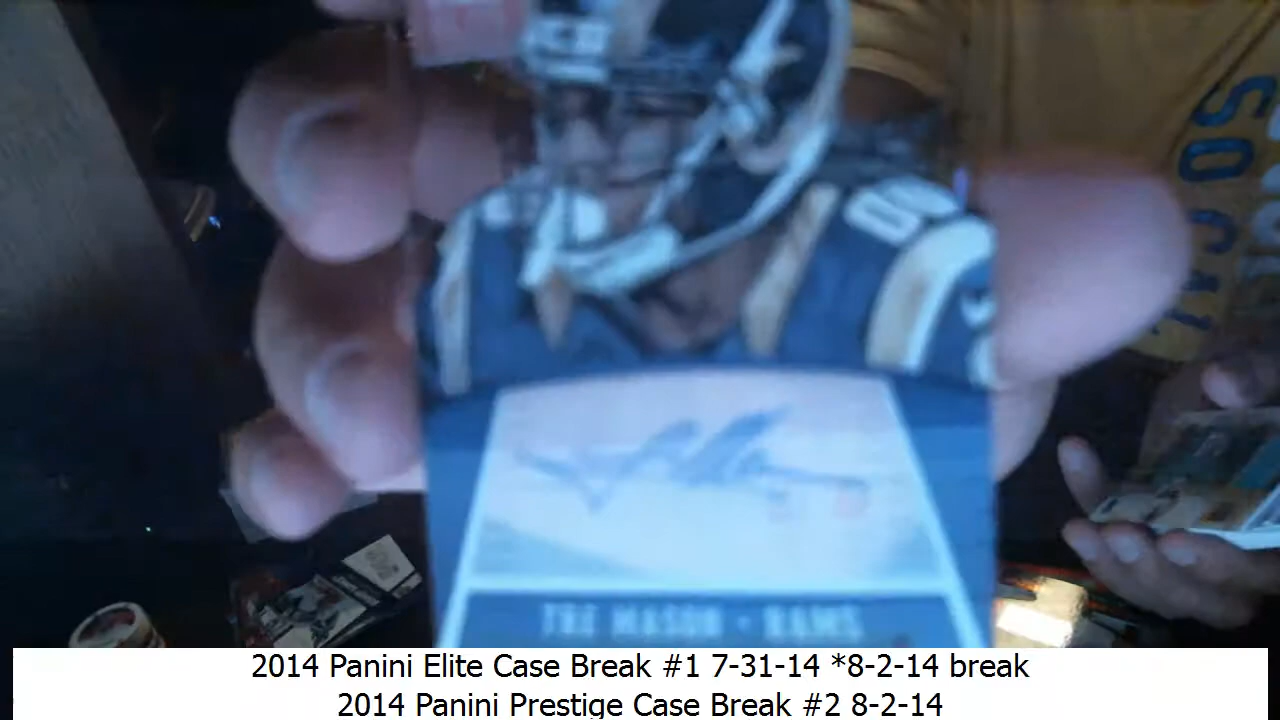 TRE MASON - RAMS
2014 Panini Elite Case Break #1 7-31-14 *8-2-14 break
2014 Panini Prestige Case Break #2 8-2-14